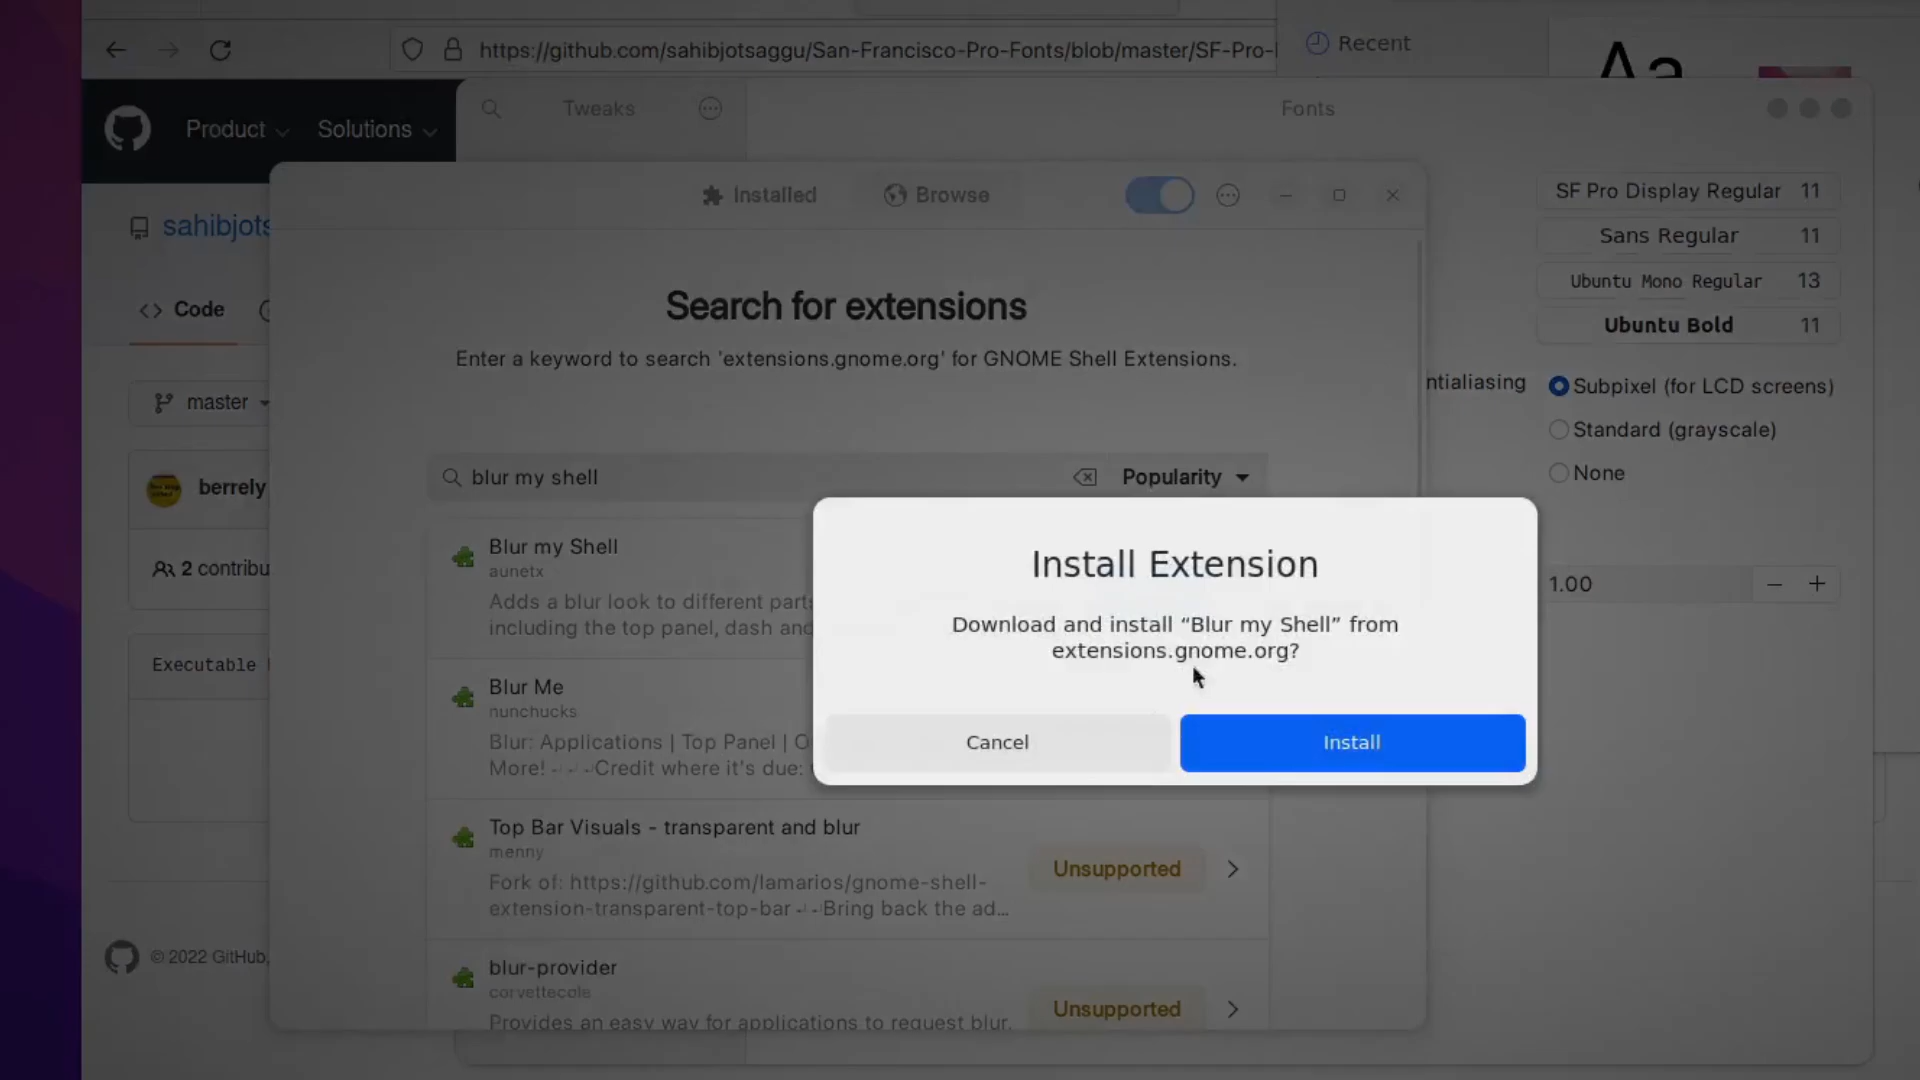 https://github.com/sahibjotsaggu/San-Francisco-Pro-Fonts/blob/master/SF-Pro-
Recent
Aa
Product
Solutions
Tweaks
Fonts
Installed
Browse
SF Pro Display Regular 11
Sans Regular 11
Ubuntu Mono Regular 13
Ubuntu Bold 11
sahibjots
Code
Search for extensions
Enter a keyword to search 'extensions.gnome.org' for GNOME Shell Extensions.
ntialiasing
Subpixel (for LCD screens)
Standard (grayscale)
None
master
blur my shell
Popularity
berrely
Blur my Shell
aunetx
Adds a blur look to different parts
including the top panel, dash and
2 contribu
Install Extension
Download and install “Blur my Shell” from
extensions.gnome.org?
Cancel
Install
1.00
Executable
Blur Me
nunchucks
Blur: Applications | Top Panel | O
More! -Credit where it's due:
Top Bar Visuals - transparent and blur
menny
Fork of: https://github.com/lamarios/gnome-shell-
extension-transparent-top-bar Bring back the ad...
Unsupported
© 2022 GitHub,
blur-provider
corvettecole
Provides an easy way for applications to request blur.
Unsupported